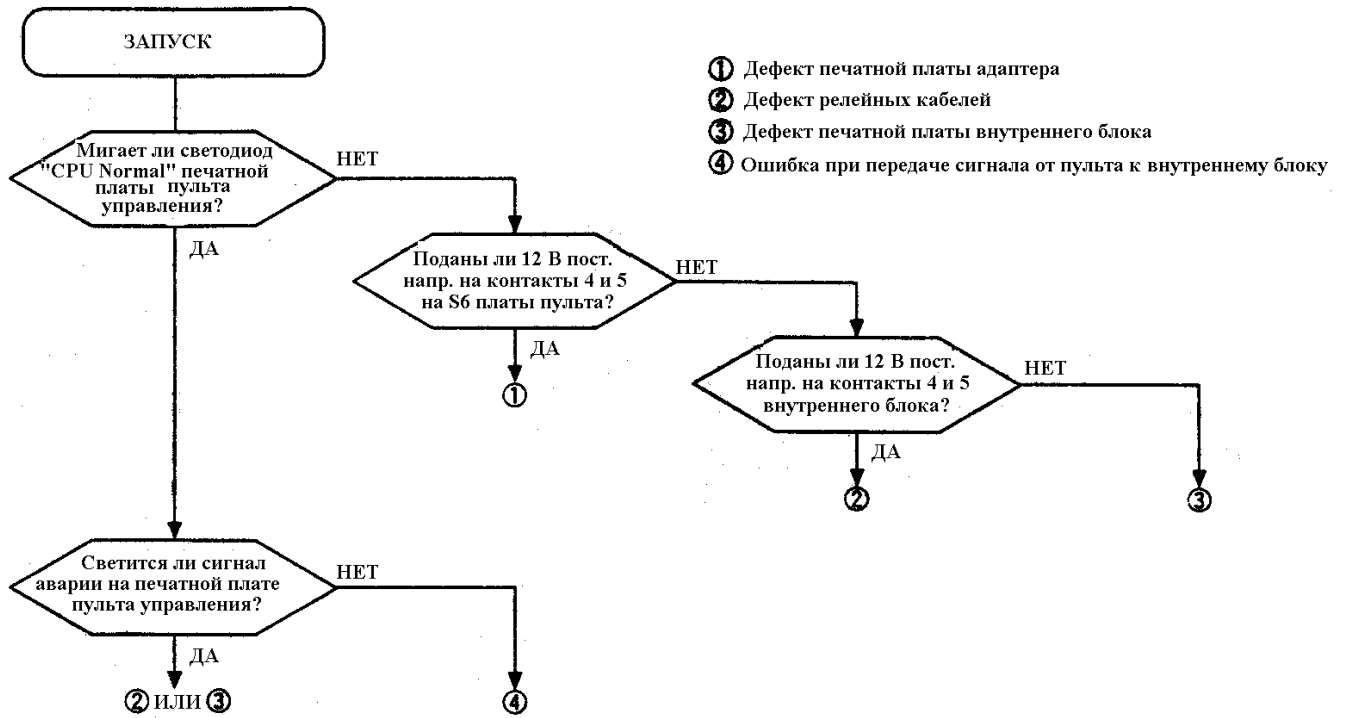 ЗАПУСК
① Дефект печатной платы адаптера
② Дефект релейных кабелей
③ Дефект печатной платы внутреннего блока
④ Ошибка при передаче сигнала от пульта к внутреннему блоку
Мигает ли светодиод
"CPU Normal" печатной
платы пульта
управления?
НЕТ
ДА
Поданы ли 12 В пост.
напр. на контакты 4 и 5
на S6 платы пульта?
НЕТ
ДА
①
Поданы ли 12 В пост.
напр. на контакты 4 и 5
внутреннего блока?
НЕТ
ДА
②
③
Светится ли сигнал
аварии на печатной плате
пульта управления?
НЕТ
ДА
② ИЛИ ③
④